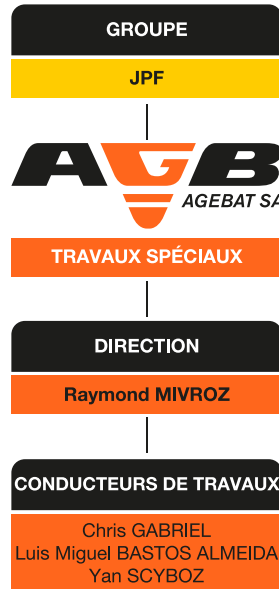 GROUPE
JPF
AGB
AGEBAT SA
TRAVAUX SPÉCIAUX
DIRECTION
Raymond MIVROZ
CONDUCTEURS DE TRAVAUX
Chris GABRIEL
Luis Miguel BASTOS ALMEIDA
Yan SCYBOZ